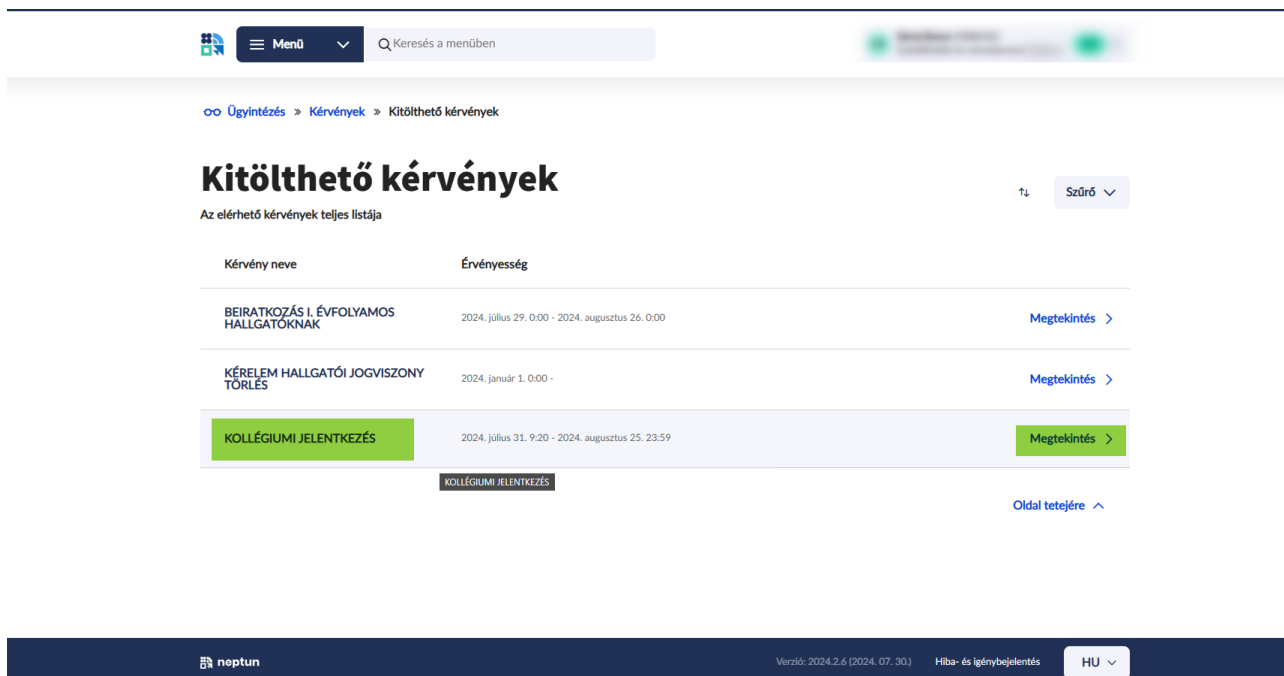 Menü
Keresés a menüben
Ügyintézés » Kérvények » Kitölthető kérvények
Kitölthető kérvények
Szűrő
Az elérhető kérvények teljes listája
Kérvény neve Érvényesség
BEIRATKOZÁS I. ÉVFOLYAMOS
HALLGATÓKNAK
2024. július 29. 0:00 - 2024. augusztus 26. 0:00
Megtekintés
KÉRELEM HALLGATÓI JOGVISZONY
TÖRLÉS
2024. január 1. 0:00 -
Megtekintés
KOLLÉGIUMI JELENTKEZÉS
2024. július 31. 9:20 - 2024. augusztus 25. 23:59
Megtekintés
KOLLÉGIUMI JELENTKEZÉS
Oldal tetejére
neptun
Verzió: 2024.2.6 (2024. 07. 30.)
Hiba- és igénybejelentés
HU